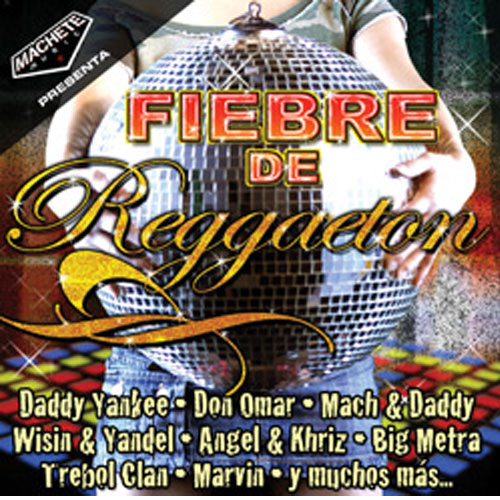 MACHETE
MUSIC
PRESENTA
FIEBRE
DE
Reggaeton
Daddy Yankee • Don Omar • Mach & Daddy
Wisin & Yandel • Angel & Khriz • Big Metra
Trebol Clan • Marvin • y muchos más...